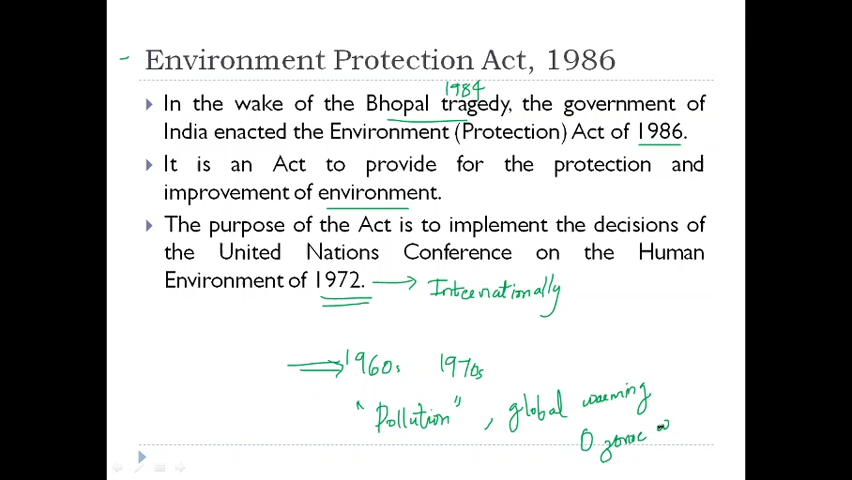 Environment Protection Act, 1986
1984
In the wake of the Bhopal tragedy, the government of
India enacted the Environment (Protection) Act of 1986.
It is an Act to provide for the protection and
improvement of environment.
The purpose of the Act is to implement the decisions of
the United Nations Conference on the Human
Environment of 1972. → Internationally
1960s 1970s
"Pollution", global warming
Ozone